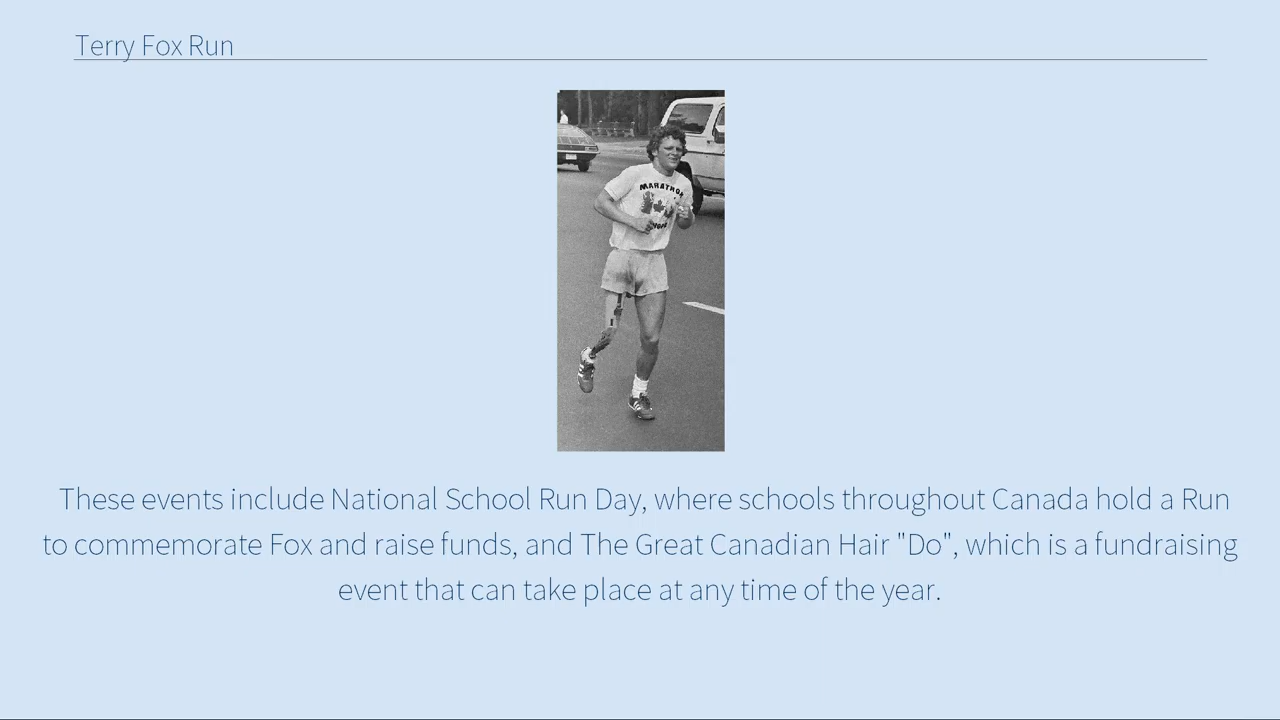 Terry Fox Run
MARATHON
HOPE
These events include National School Run Day, where schools throughout Canada hold a Run
to commemorate Fox and raise funds, and The Great Canadian Hair "Do", which is a fundraising
event that can take place at any time of the year.